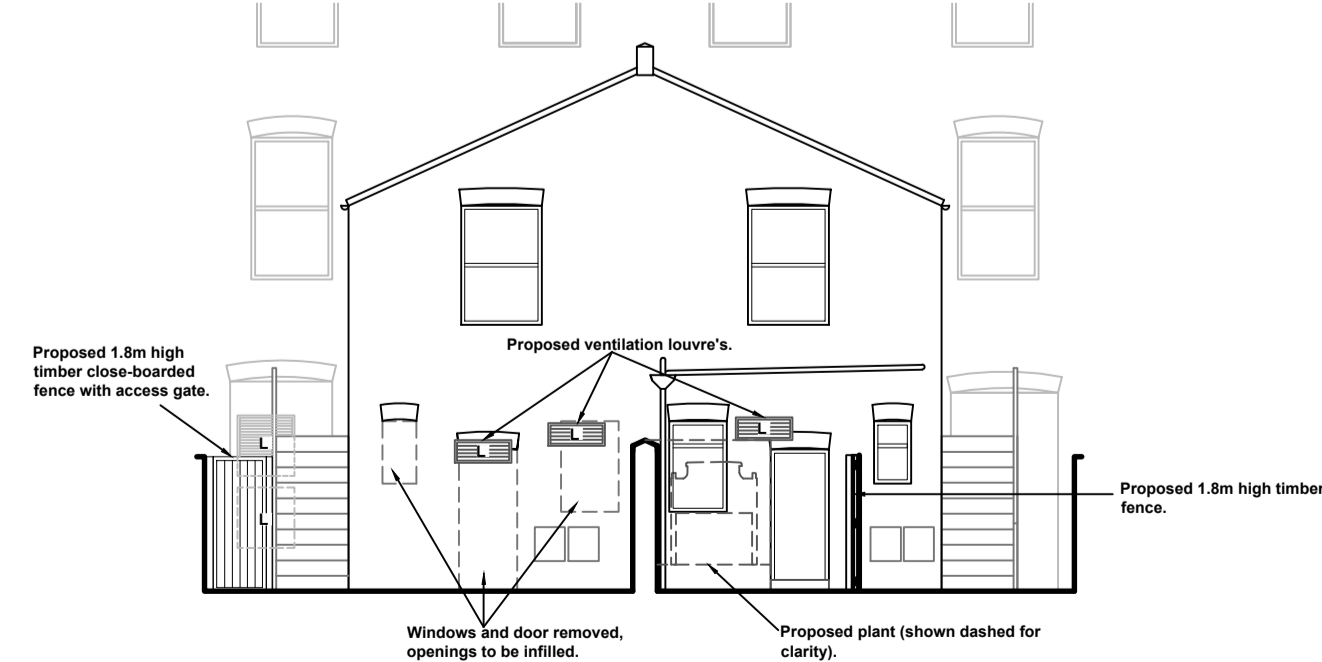 Proposed ventilation louvre's.
Proposed 1.8m high
timber close-boarded
fence with access gate.
L
L
L
L
L
Proposed 1.8m high timber
fence.
Windows and door removed,
openings to be infilled.
Proposed plant (shown dashed for
clarity).